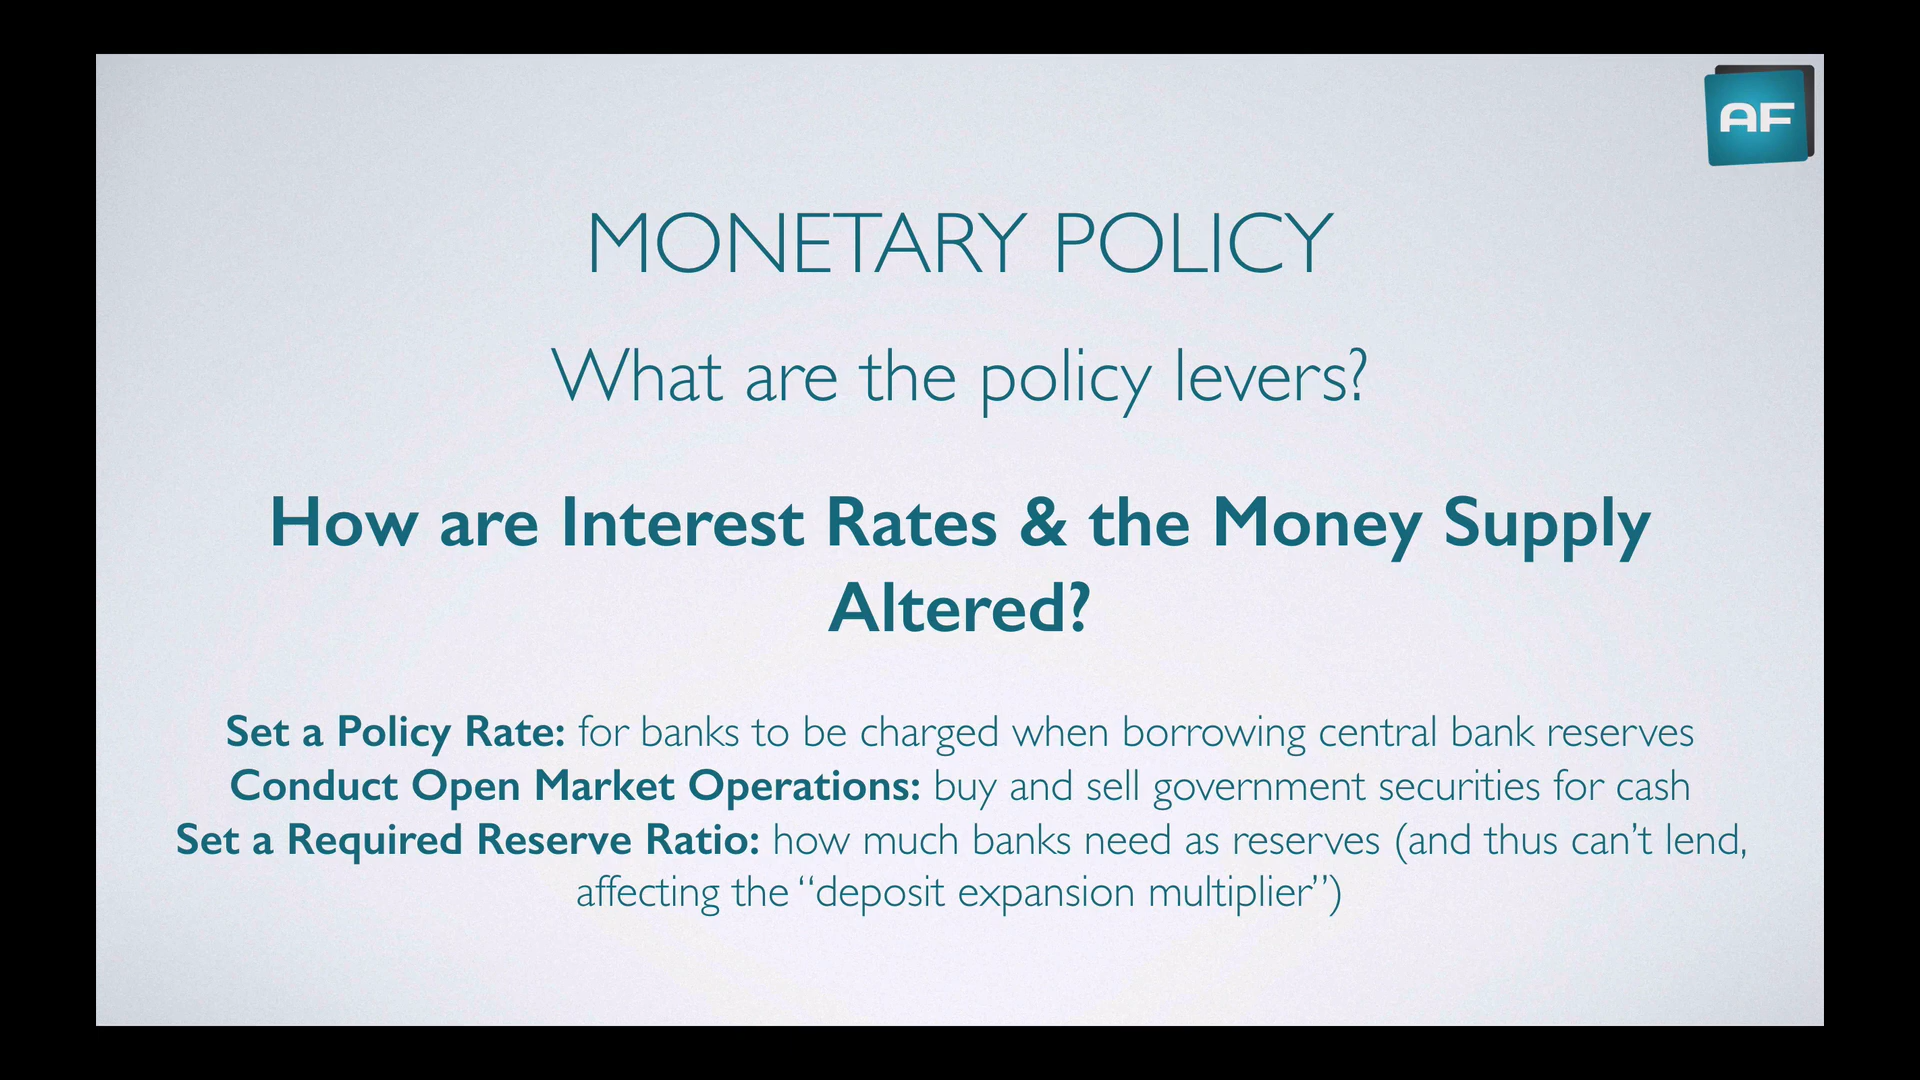 AF
MONETARY POLICY
What are the policy levers?
How are Interest Rates & the Money Supply
Altered?
Set a Policy Rate: for banks to be charged when borrowing central bank reserves
Conduct Open Market Operations: buy and sell government securities for cash
Set a Required Reserve Ratio: how much banks need as reserves (and thus can’t lend,
affecting the “deposit expansion multiplier”)